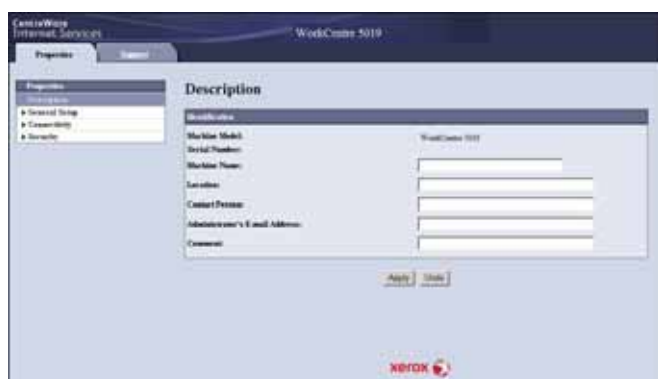 CentreWare
Internet Services
WorkCentre 5019
Properties
Support
Properties
Description
General Setup
Connectivity
Security
Description
Identification
Machine Model:
WorkCentre 5019
Serial Number:
Machine Name:
Location:
Contact Person:
Administrator's E-mail Address:
Comment:
Apply
Undo
xerox